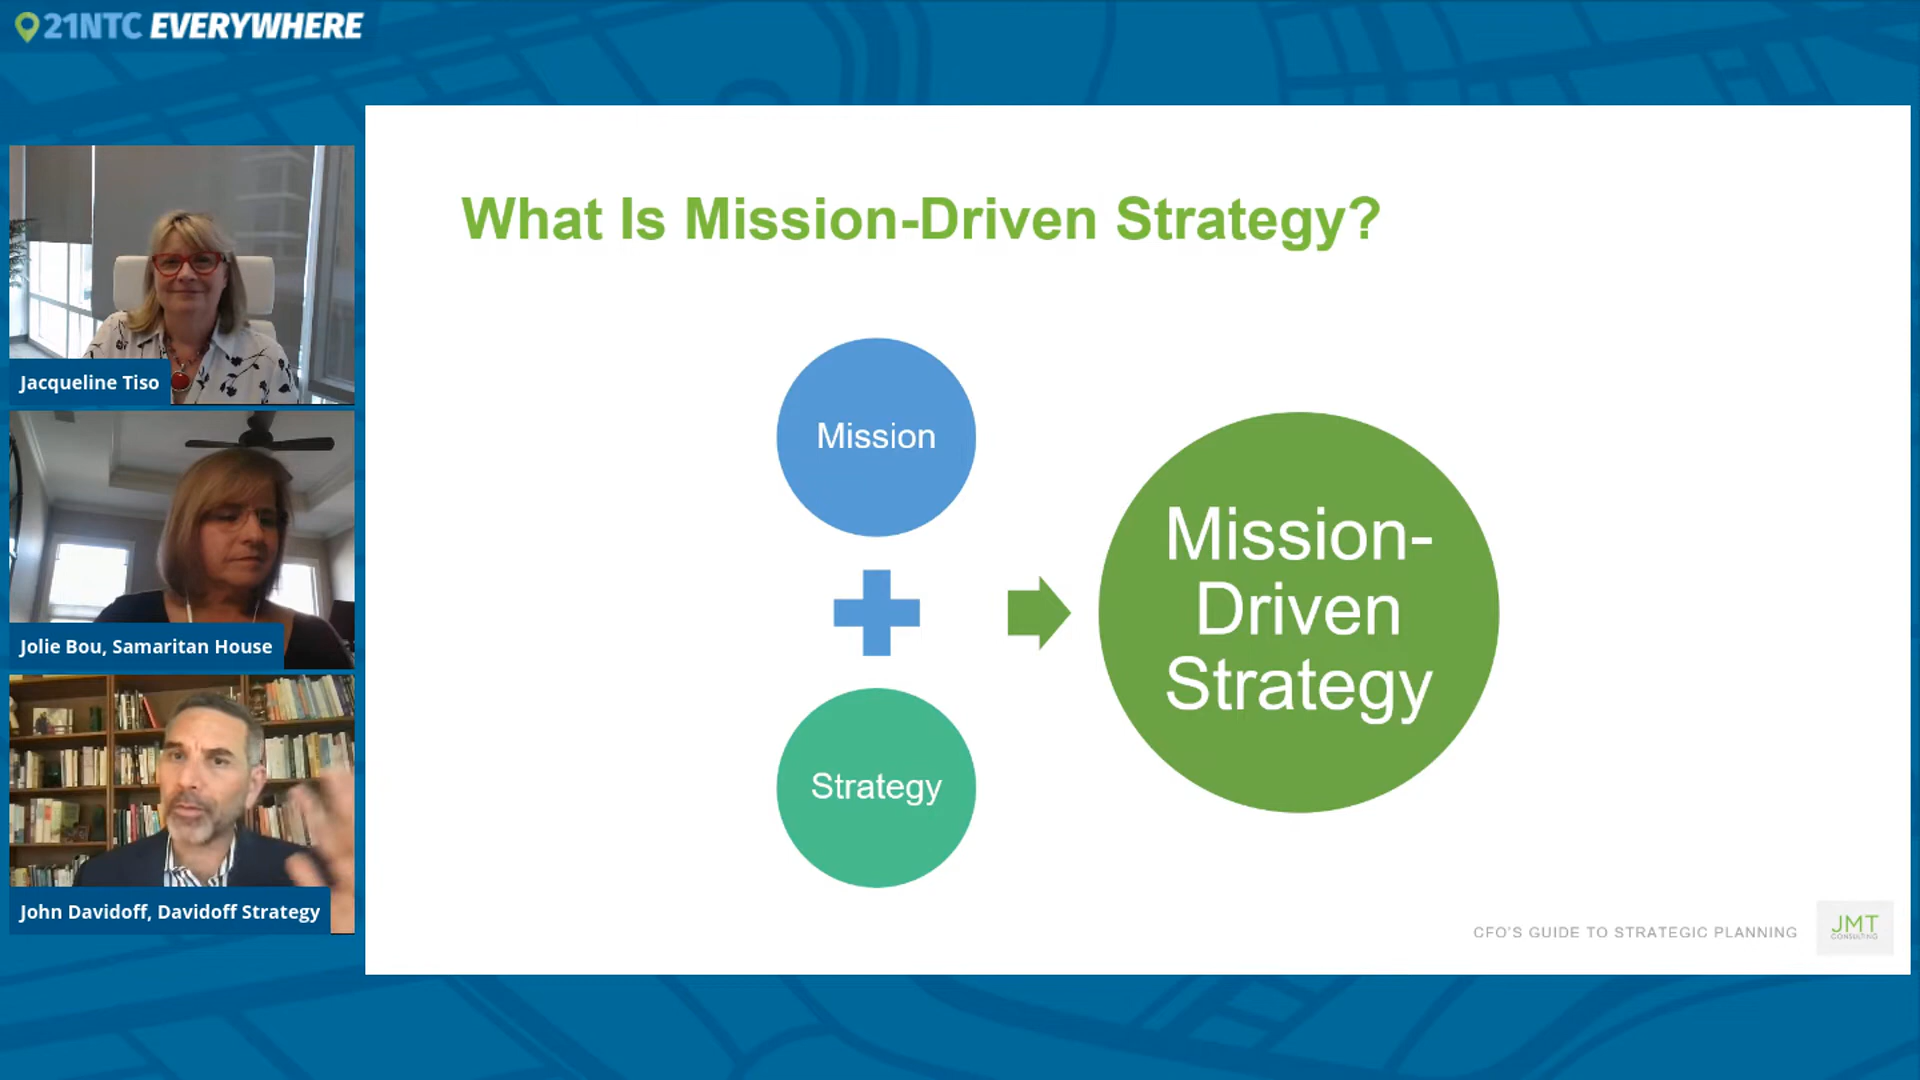 21NTC EVERYWHERE
Jacqueline Tiso
Jolie Bou, Samaritan House
John Davidoff, Davidoff Strategy
What Is Mission-Driven Strategy?
Mission
Strategy
Mission-
Driven
Strategy
CFO'S GUIDE TO STRATEGIC PLANNING
JMT
CONSULTING